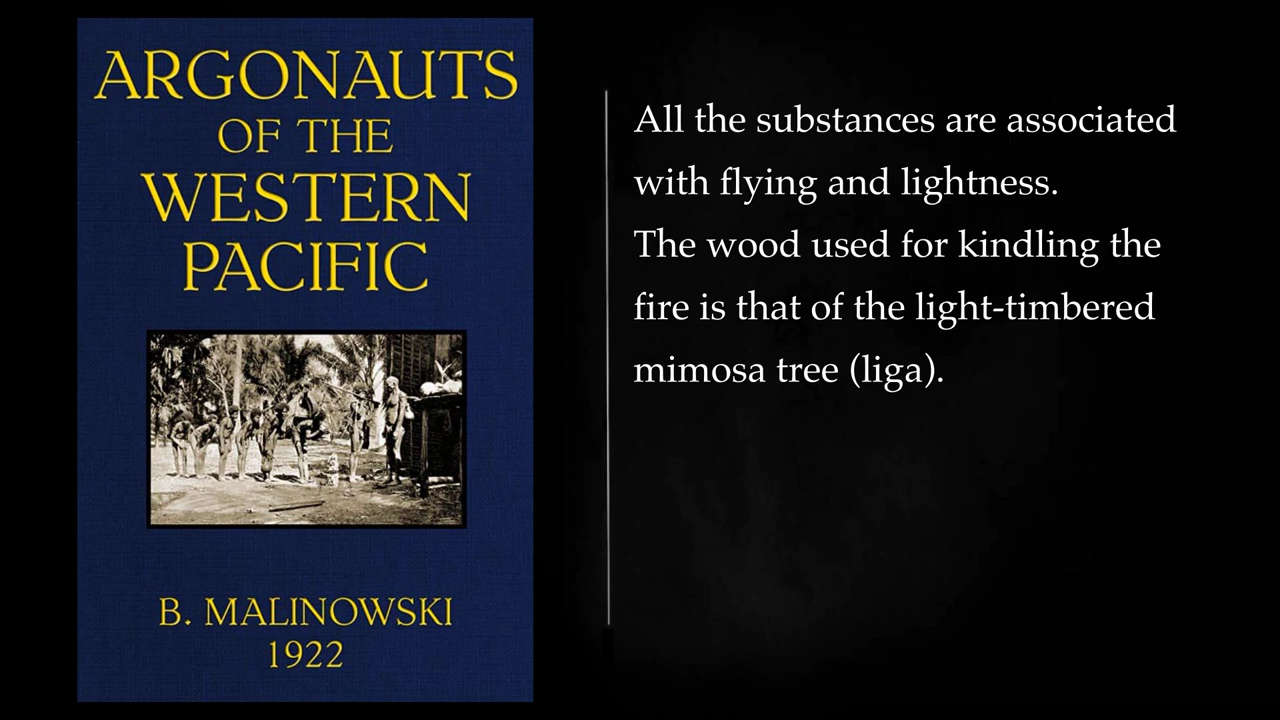 ARGONAUTS
OF THE
WESTERN
PACIFIC
B. MALINOWSKI
1922
All the substances are associated
with flying and lightness.
The wood used for kindling the
fire is that of the light-timbered
mimosa tree (liga).